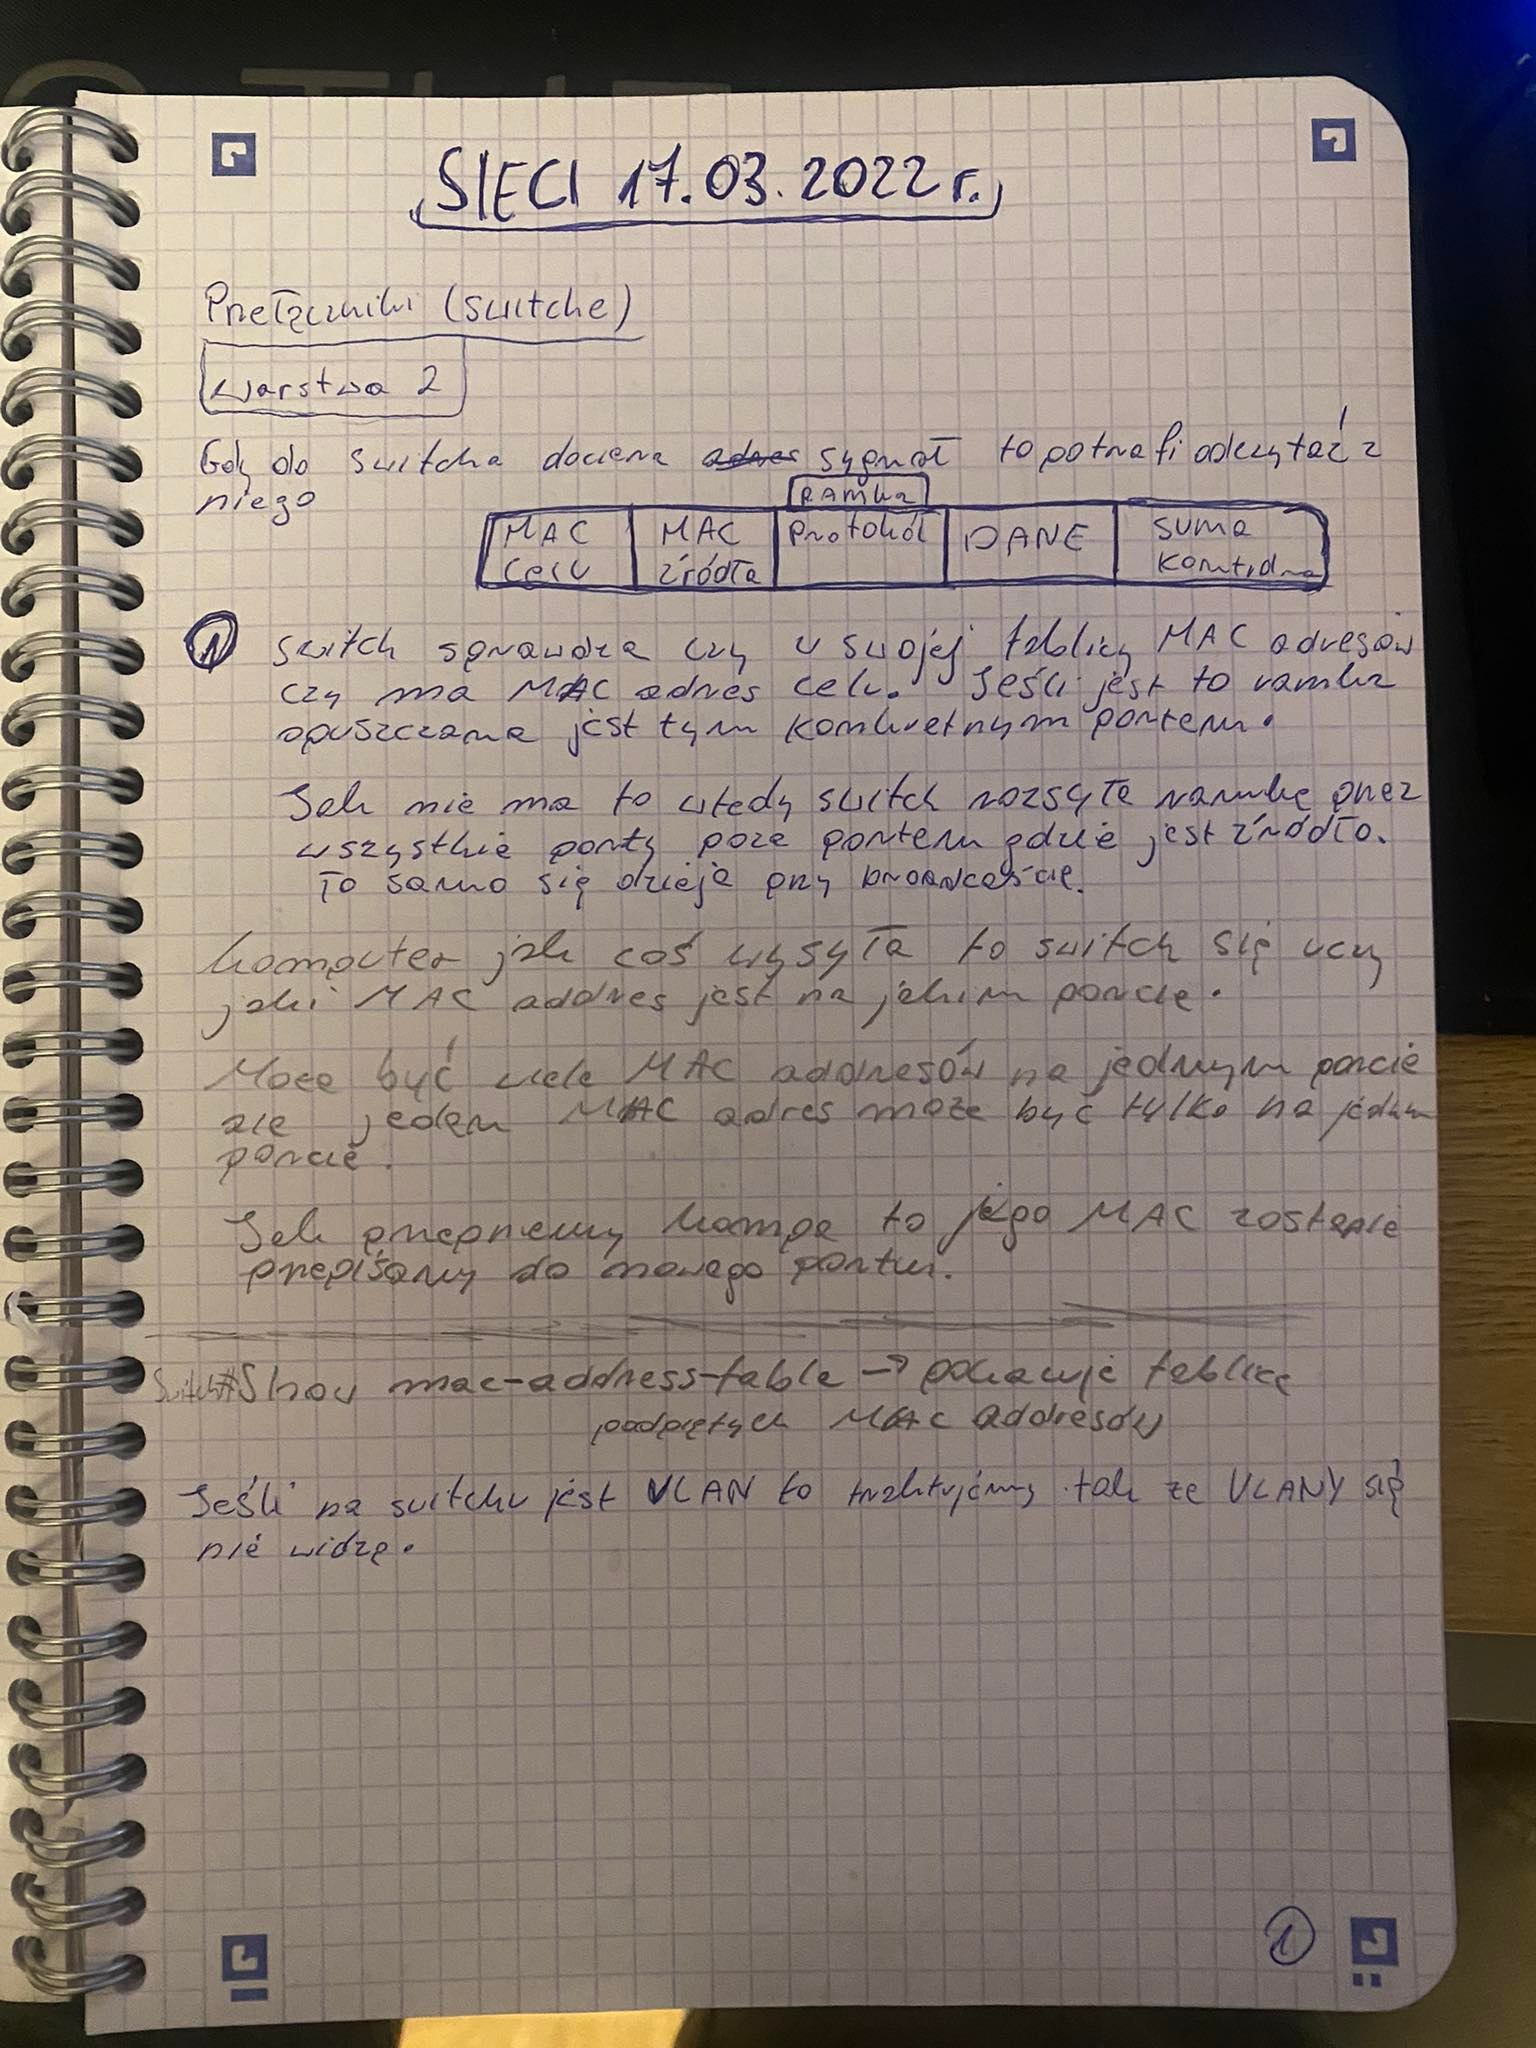 SIECI 17.03.2022 r.
Przełączniki (switche)
warstwa 2
Gdy do switcha dociera adres sygnał to potrafi odczytać z
niego
RAMKA
MAC celu | MAC źródła | Protokół | DANE | suma kontrolna
1 switch sprawdza czy w swojej tablicy MAC adresów
czy ma MAC adres celu. Jeśli jest to ramka
opuszczana jest tym konkretnym portem.
Jak nie ma to wtedy switch rozsyła ramkę przez
wszystkie porty poza portem gdzie jest źródło.
To samo się dzieje przy broadcaście.
Komputer jak coś wysyła to switch się uczy
jaki MAC addres jest na jakim porcie.
Może być wiele MAC addresów na jednym porcie
ale jeden MAC adres może być tylko na jednym
porcie.
Jak przepniemy kompa to jego MAC zostanie
przepisany do nowego portu.
Switch#Show mac-address-table → pokazuje tablicę
podpiętych MAC addresów
Jeśli na switchu jest VLAN to traktujemy tak że VLANY się
nie widzą.
1